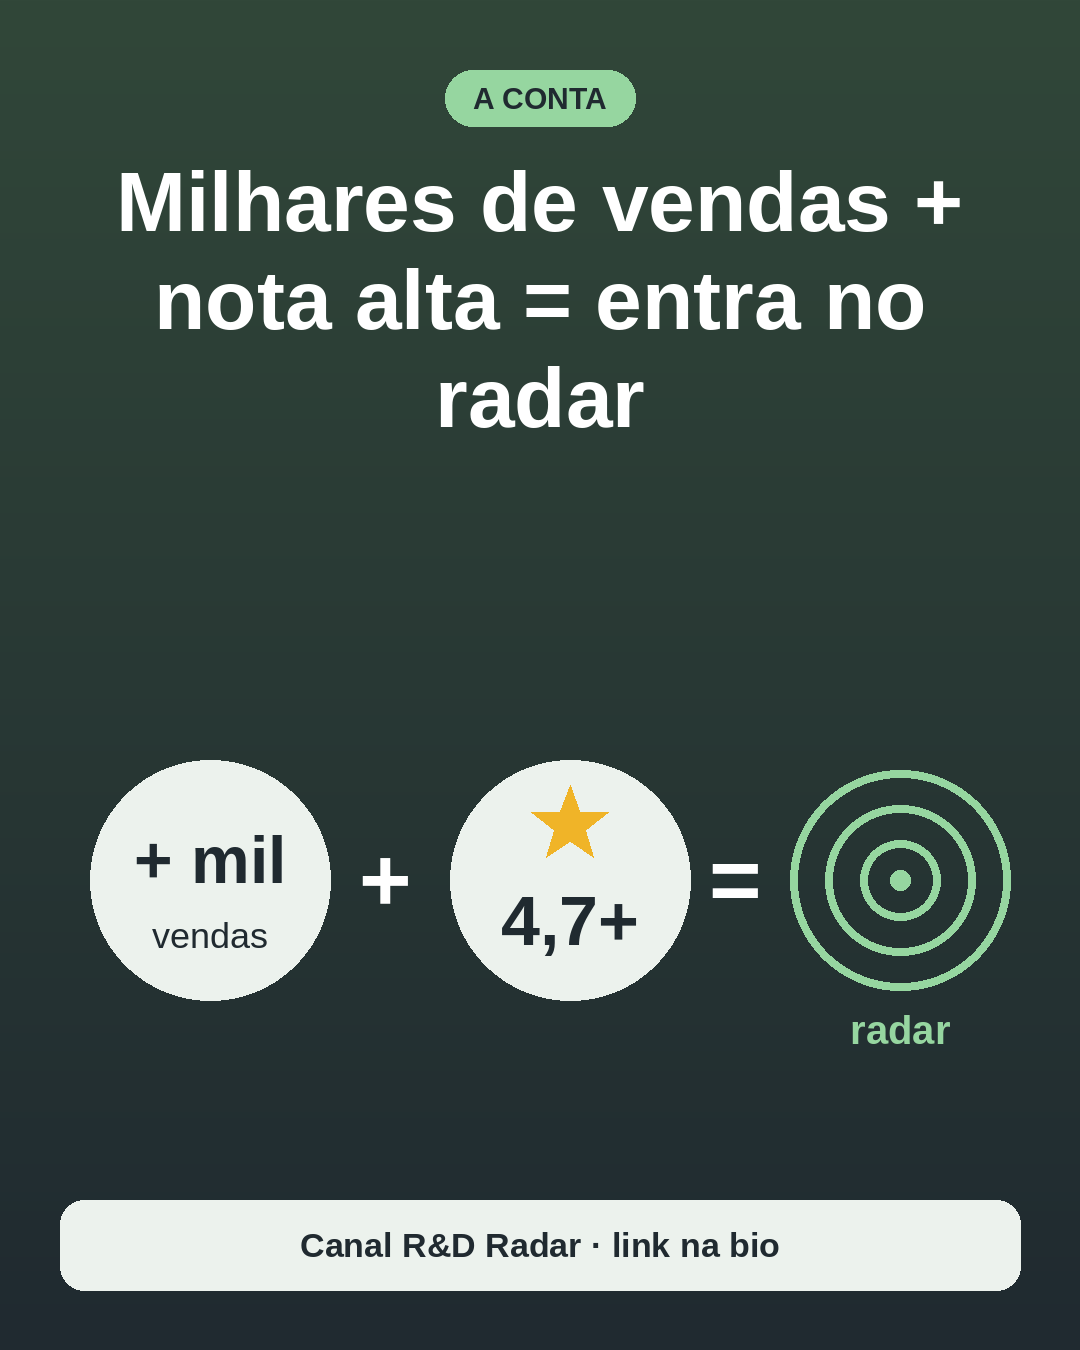 A CONTA
Milhares de vendas +
nota alta = entra no
radar
+ mil
vendas
+
4,7+
=
radar
Canal R&D Radar · link na bio